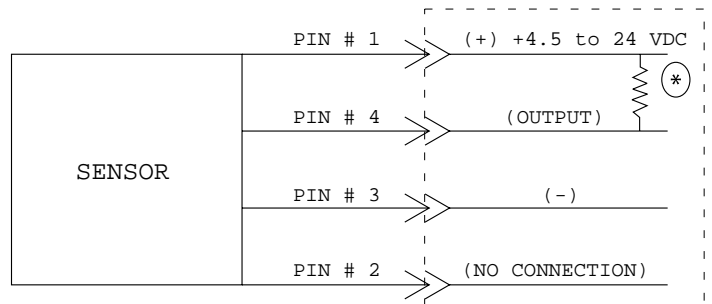 PIN # 1 (+) +4.5 to 24 VDC
*
PIN # 4 (OUTPUT)
SENSOR
PIN # 3 (-)
PIN # 2 (NO CONNECTION)